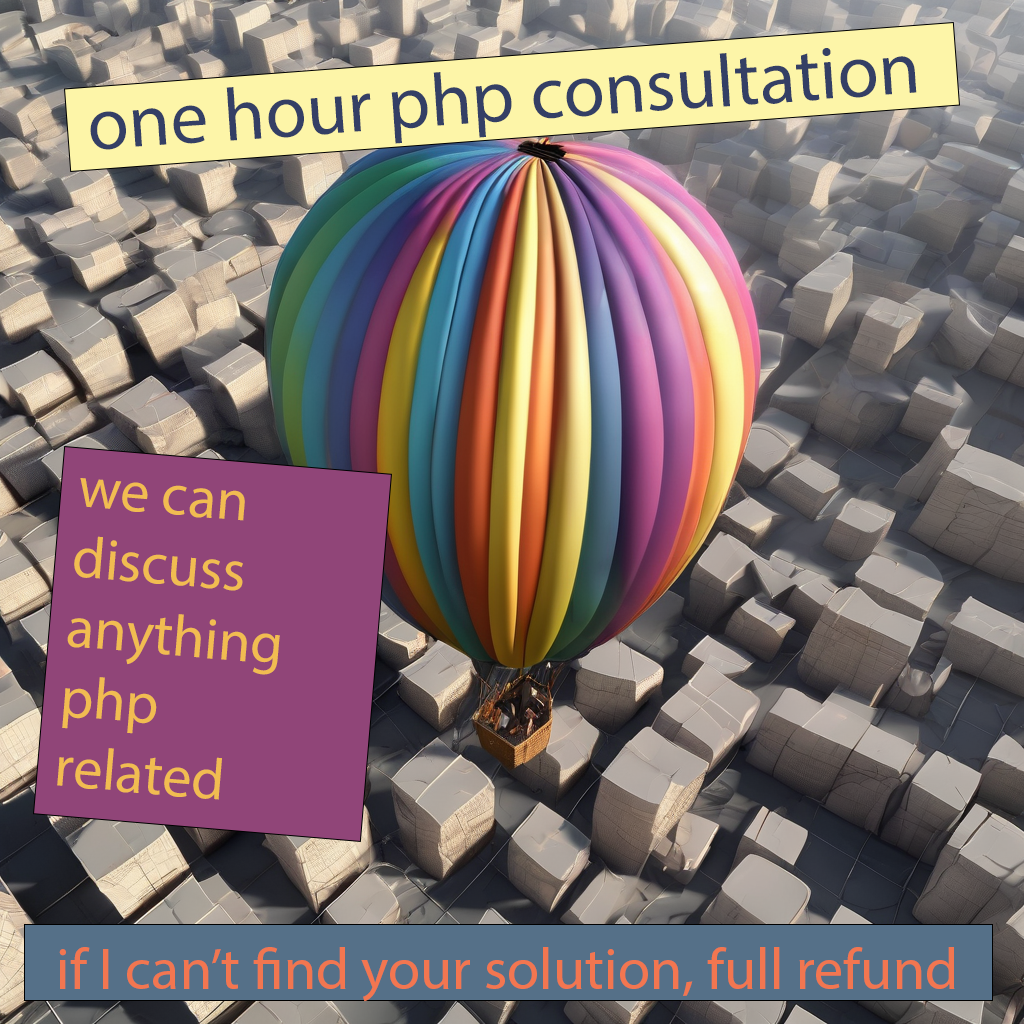 one hour php consultation
we can
discuss
anything
php
related
if I can’t find your solution, full refund